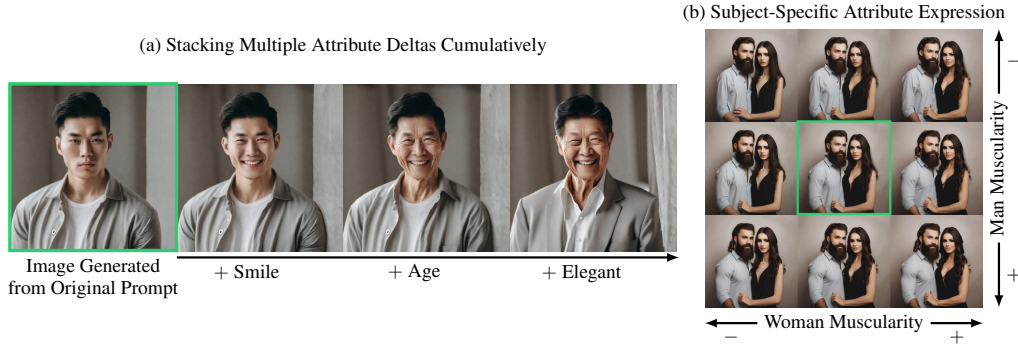 (a) Stacking Multiple Attribute Deltas Cumulatively
Image Generated
from Original Prompt
+ Smile
+ Age
+ Elegant
(b) Subject-Specific Attribute Expression
−
Man Muscularity
+
Woman Muscularity
−
+